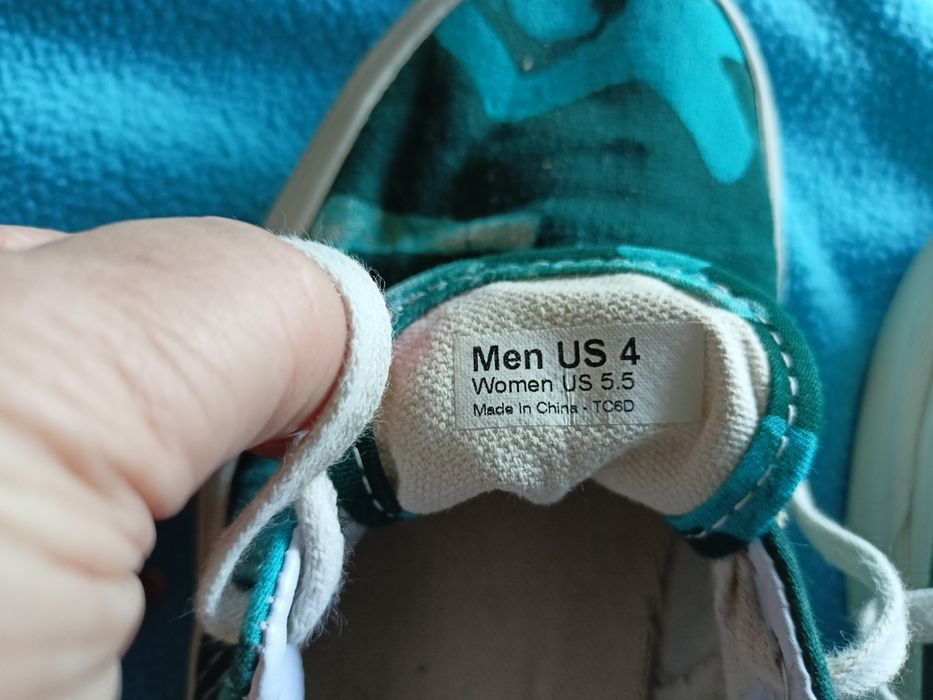 Men US 4
Women US 5.5
Made In China - TC6D